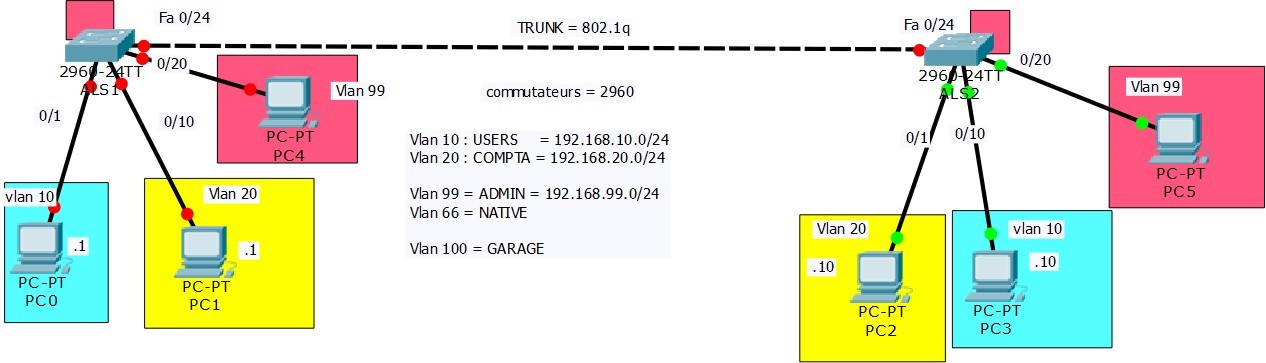 Fa 0/24
TRUNK = 802.1q
Fa 0/24
2960-24TT
ALS1
0/20
Vlan 99
commutateurs = 2960
2960-24TT
ALS2
0/20
Vlan 99
0/1
0/10
PC-PT
PC4
Vlan 10 : USERS = 192.168.10.0/24
Vlan 20 : COMPTA = 192.168.20.0/24
Vlan 99 = ADMIN = 192.168.99.0/24
Vlan 66 = NATIVE
Vlan 100 = GARAGE
0/1
0/10
PC-PT
PC5
vlan 10
.1
PC-PT
PC0
Vlan 20
.1
PC-PT
PC1
Vlan 20
.10
PC-PT
PC2
vlan 10
.10
PC-PT
PC3